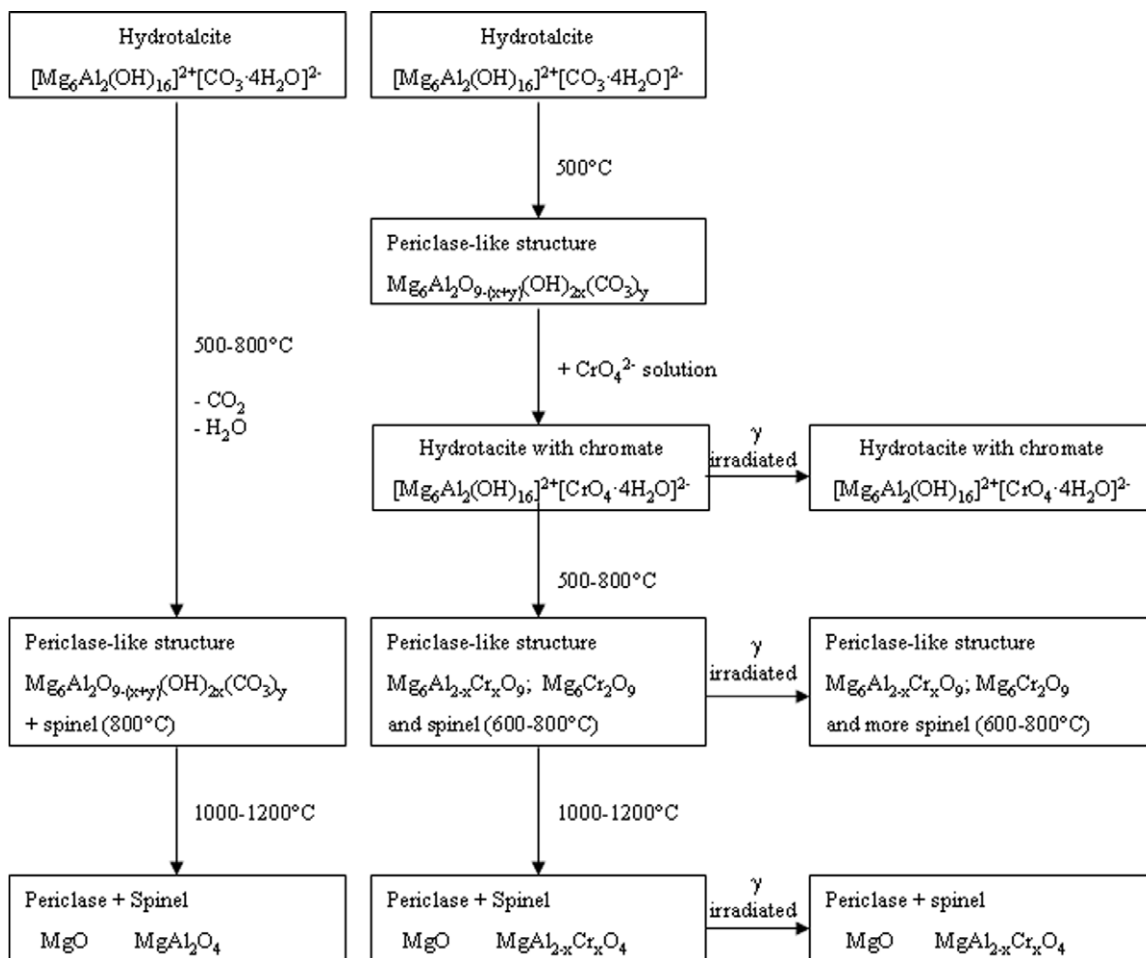 Hydrotalcite
[Mg₆Al₂(OH)₁₆]²⁺[CO₃·4H₂O]²⁻
Hydrotalcite
[Mg₆Al₂(OH)₁₆]²⁺[CO₃·4H₂O]²⁻
500°C
Periclase-like structure
Mg₆Al₂O₉₋₍ₓ₊y₎(OH)₂ₓ(CO₃)y
500-800°C
- CO₂
- H₂O
+ CrO₄²⁻ solution
Hydrotacite with chromate
[Mg₆Al₂(OH)₁₆]²⁺[CrO₄·4H₂O]²⁻
γ
irradiated
Hydrotacite with chromate
[Mg₆Al₂(OH)₁₆]²⁺[CrO₄·4H₂O]²⁻
500-800°C
Periclase-like structure
Mg₆Al₂O₉₋₍ₓ₊y₎(OH)₂ₓ(CO₃)y
+ spinel (800°C)
Periclase-like structure
Mg₆Al₂₋ₓCrₓO₉; Mg₆Cr₂O₉
and spinel (600-800°C)
γ
irradiated
Periclase-like structure
Mg₆Al₂₋ₓCrₓO₉; Mg₆Cr₂O₉
and more spinel (600-800°C)
1000-1200°C
1000-1200°C
Periclase + Spinel
MgO MgAl₂O₄
Periclase + Spinel
MgO MgAl₂₋ₓCrₓO₄
γ
irradiated
Periclase + spinel
MgO MgAl₂₋ₓCrₓO₄